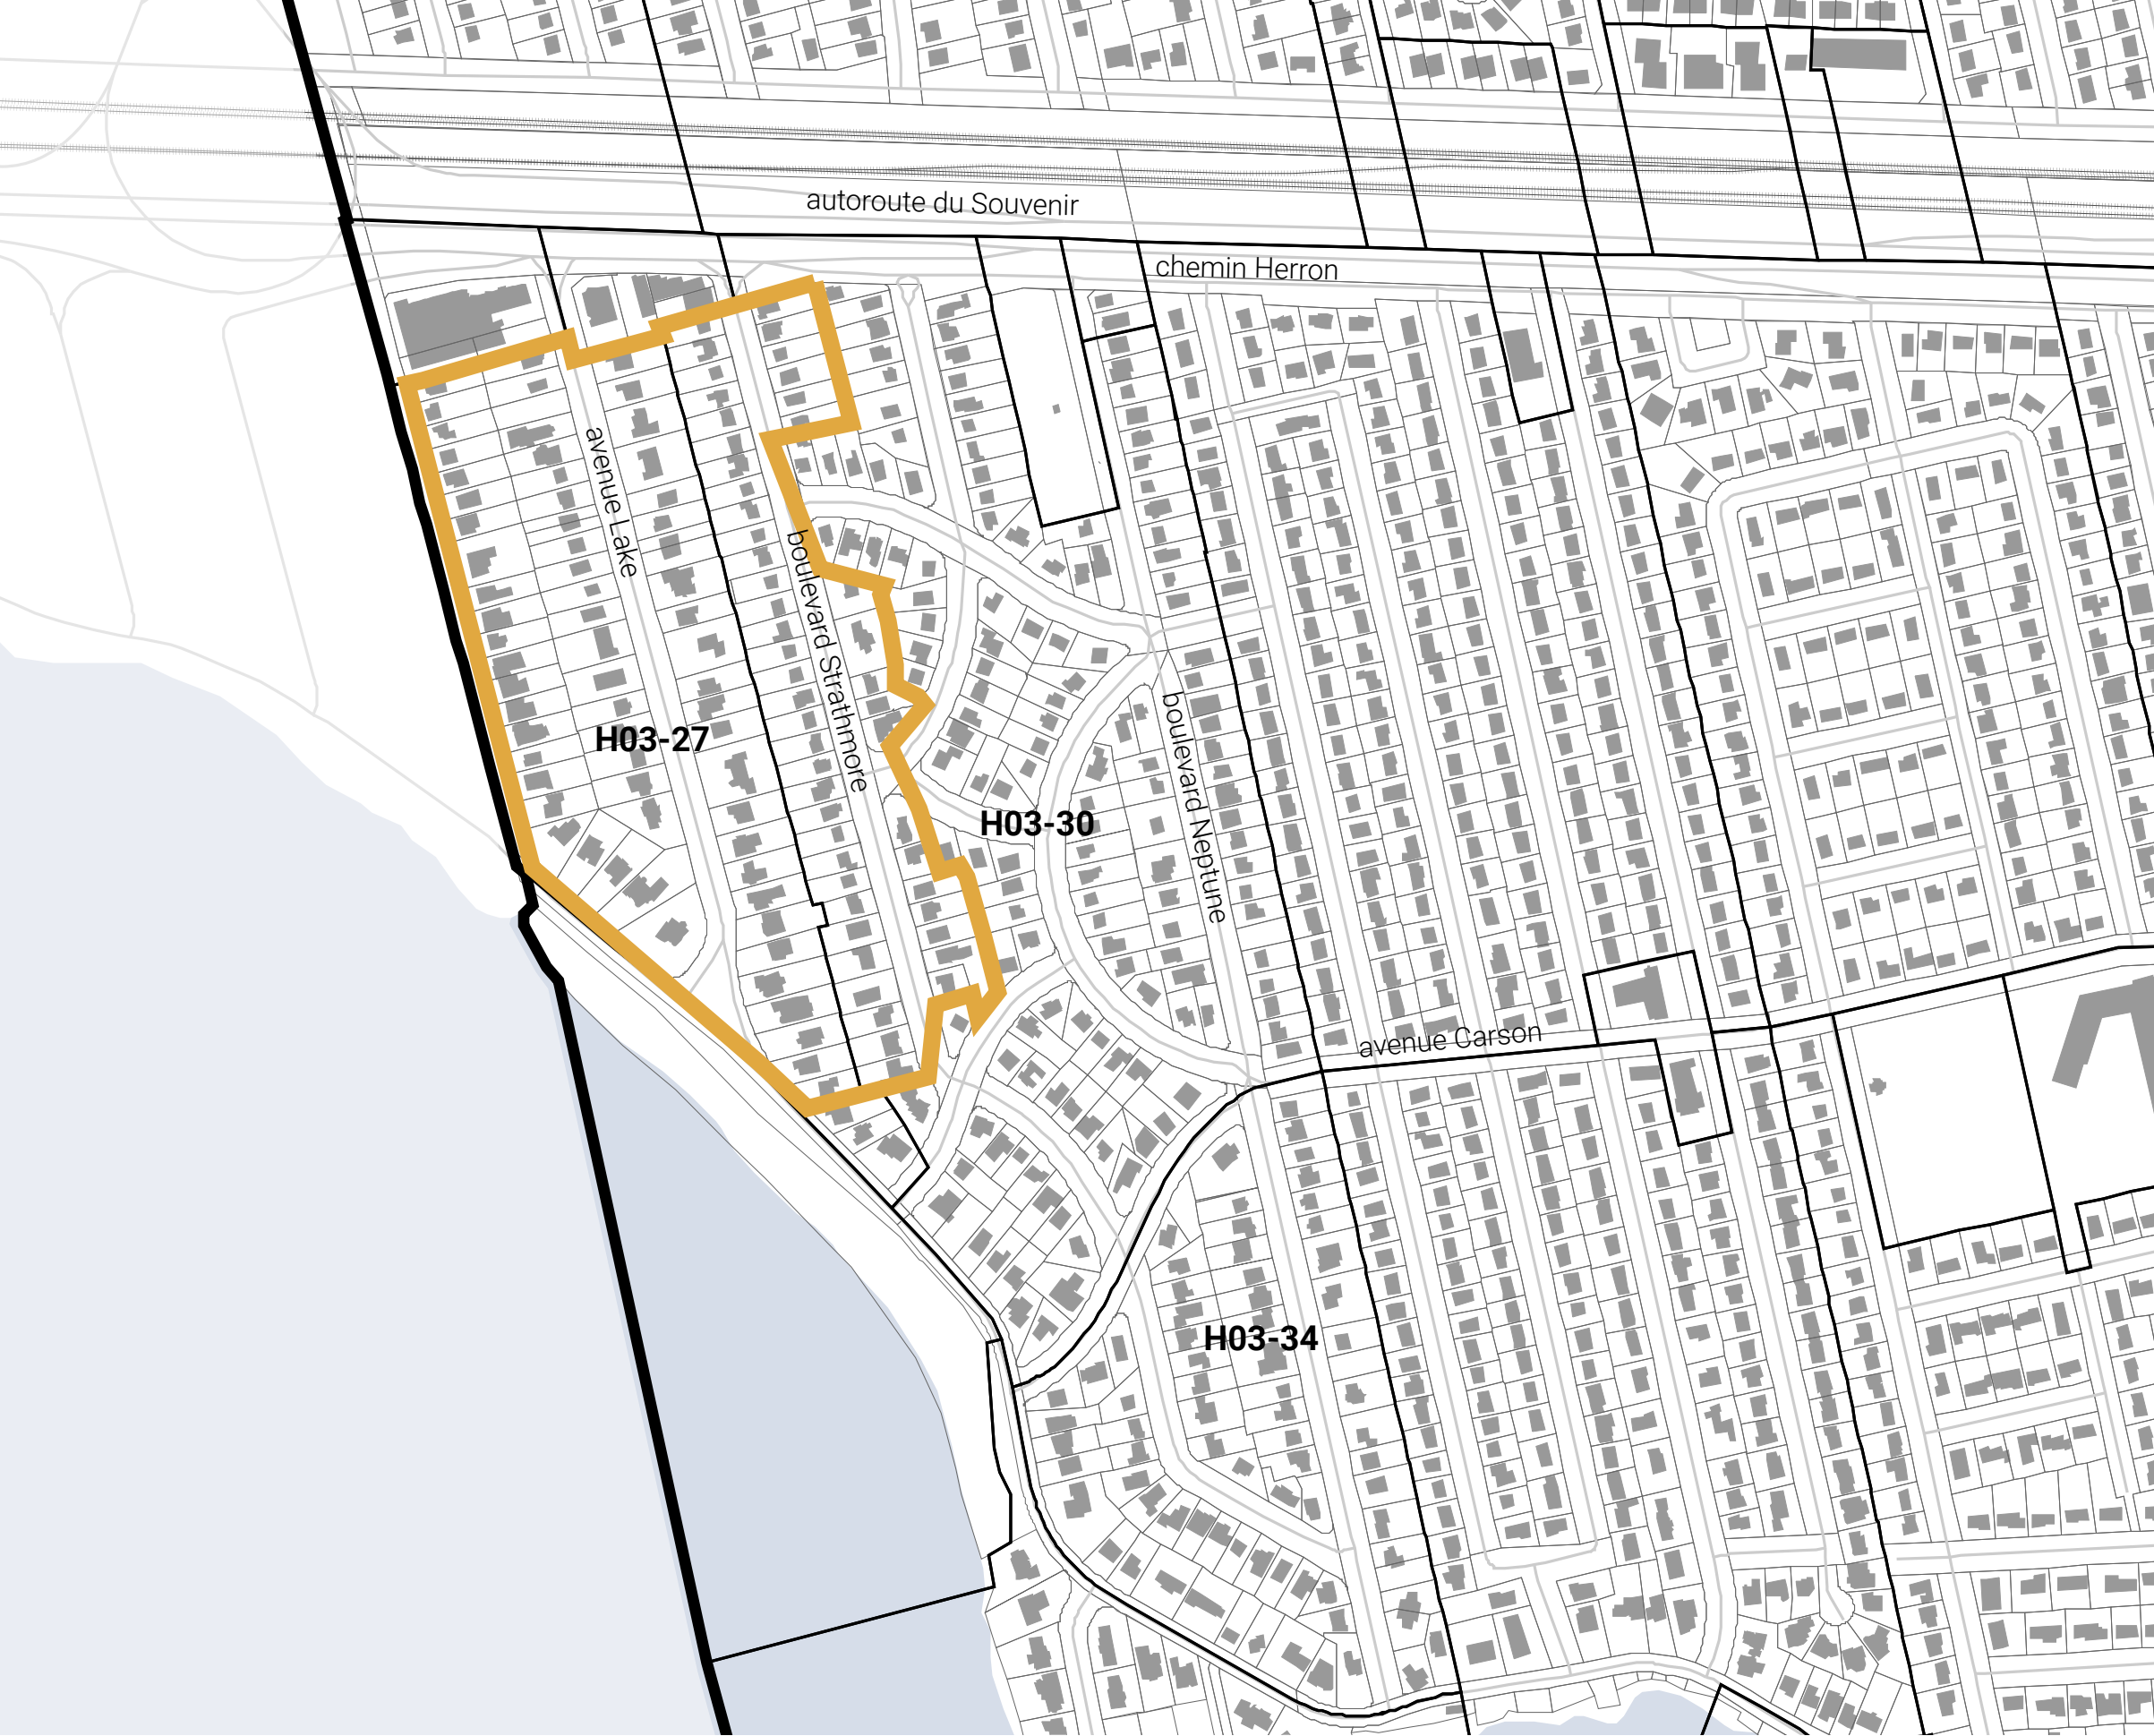 autoroute du Souvenir
chemin Herron
avenue Lake
boulevard Strathmore
boulevard Neptune
H03-27
H03-30
avenue Carson
H03-34